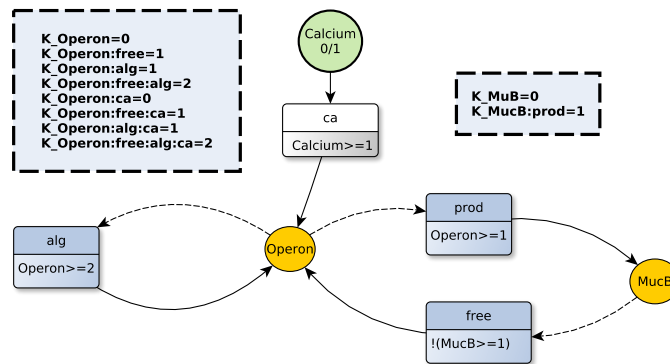 K_Operon=0
K_Operon:free=1
K_Operon:alg=1
K_Operon:free:alg=2
K_Operon:ca=0
K_Operon:free:ca=1
K_Operon:alg:ca=1
K_Operon:free:alg:ca=2
Calcium
0/1
K_MuB=0
K_MucB:prod=1
ca
Calcium>=1
alg
Operon>=2
Operon
prod
Operon>=1
MucB
free
!(MucB>=1)